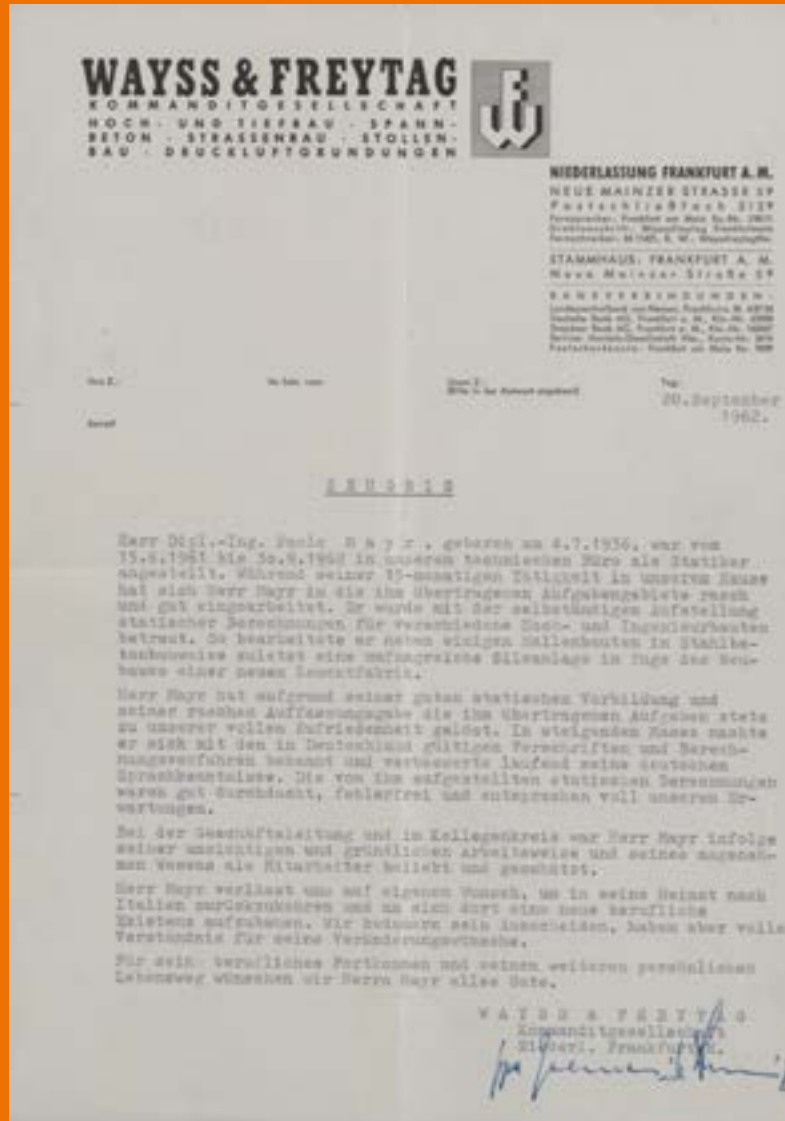 WAYSS & FREYTAG
KOMMANDITGESELLSCHAFT
HOCH- UND TIEFBAU · SPANN-
BETON · STRASSENBAU · STOLLEN-
BAU · DRUCKLUFTGRÜNDUNGEN
NIEDERLASSUNG FRANKFURT A. M.
NEUE MAINZER STRASSE 59
Postschließfach 2129
STAMMHAUS: FRANKFURT A. M.
Neue Mainzer Straße 59
BANKVERBINDUNGEN:
Tag:
20.September
1962.
Betreff
ZEUGNIS
Herr Dipl.-Ing. Paolo Mayr, geboren am 4.7.1936, war vom
15.6.1961 bis 30.9.1962 in unserem technischen Büro als Statiker
angestellt. Während seiner 15-monatigen Tätigkeit in unserem Hause
hat sich Herr Mayr in die ihm übertragenen Aufgabengebiete rasch
und gut eingearbeitet. Er wurde mit der selbständigen Aufstellung
statischer Berechnungen für verschiedene Hoch- und Ingenieurbauten
betraut. So bearbeitete er neben einigen Hallenbauten in Stahlbe-
tonbauweise zuletzt eine umfangreiche Siloanlage im Zuge des Neu-
baues einer neuen Zementfabrik.
Herr Mayr hat aufgrund seiner guten statischen Vorbildung und
seiner raschen Auffassungsgabe die ihm übertragenen Aufgaben stets
zu unserer vollen Zufriedenheit gelöst. In steigendem Masse machte
er sich mit den in Deutschland gültigen Vorschriften und Berech-
nungsverfahren bekannt und verbesserte laufend seine deutschen
Sprachkenntnisse. Die von ihm aufgestellten statischen Berechnungen
waren gut durchdacht, fehlerfrei und entsprachen voll unseren Er-
wartungen.
Bei der Geschäftsleitung und im Kollegenkreis war Herr Mayr infolge
seiner umsichtigen und gründlichen Arbeitsweise und seines angeneh-
men Wesens als Mitarbeiter beliebt und geschätzt.
Herr Mayr verlässt uns auf eigenen Wunsch, um in seine Heimat nach
Italien zurückzukehren und um sich dort eine neue berufliche
Existenz aufzubauen. Wir bedauern sein Ausscheiden, haben aber volles
Verständnis für seine Veränderungswünsche.
Für sein berufliches Fortkommen und seinen weiteren persönlichen
Lebensweg wünschen wir Herrn Mayr alles Gute.
WAYSS & FREYTAG
Kommanditgesellschaft
Niederl. Frankfurt